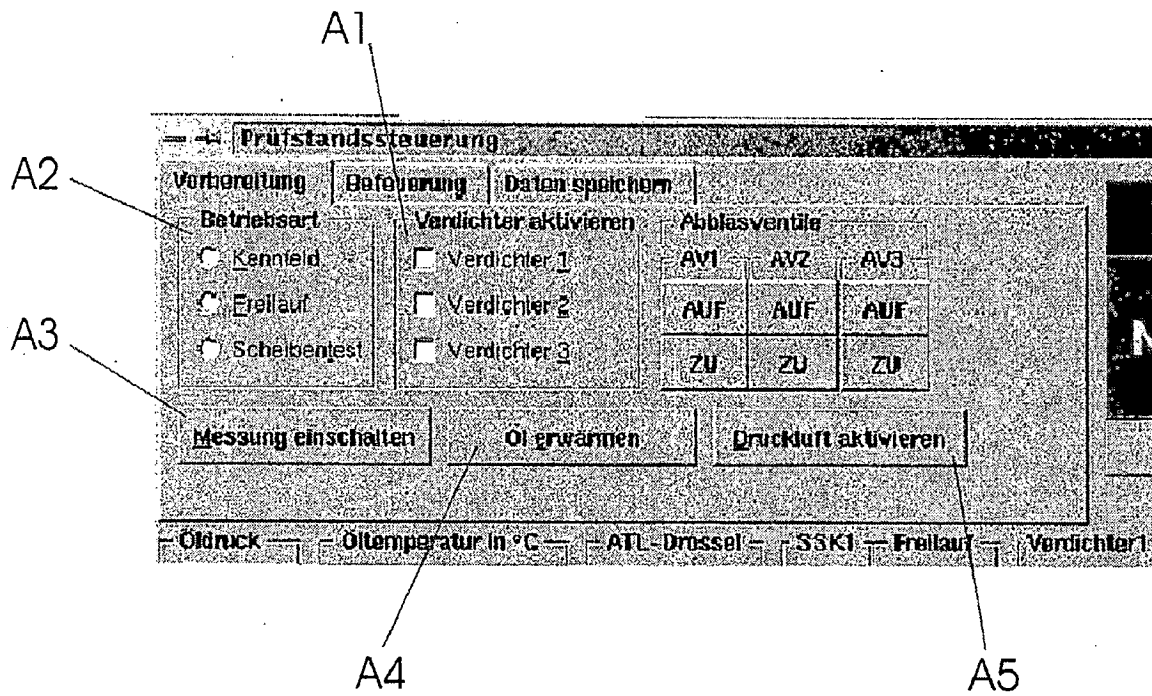 A1
Prüfstandssteuerung
A2
Vorbereitung Befeuerung Daten speichern
Betriebsart Verdichter aktivieren Abblasventile
Kennfeld Verdichter 1 AV1 AV2 AV3
Freilauf Verdichter 2 AUF AUF AUF
A3
Scheibentest Verdichter 3 ZU ZU ZU
Messung einschalten Öl erwärmen Druckluft aktivieren
Öldruck Öltemperatur in °C ATL-Drossel SSK1 Freilauf Verdichter1
A4 A5